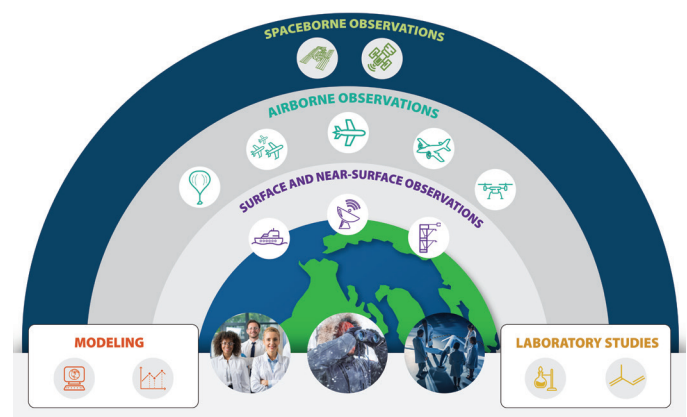 SPACEBORNE OBSERVATIONS
AIRBORNE OBSERVATIONS
SURFACE AND NEAR-SURFACE OBSERVATIONS
MODELING
LABORATORY STUDIES